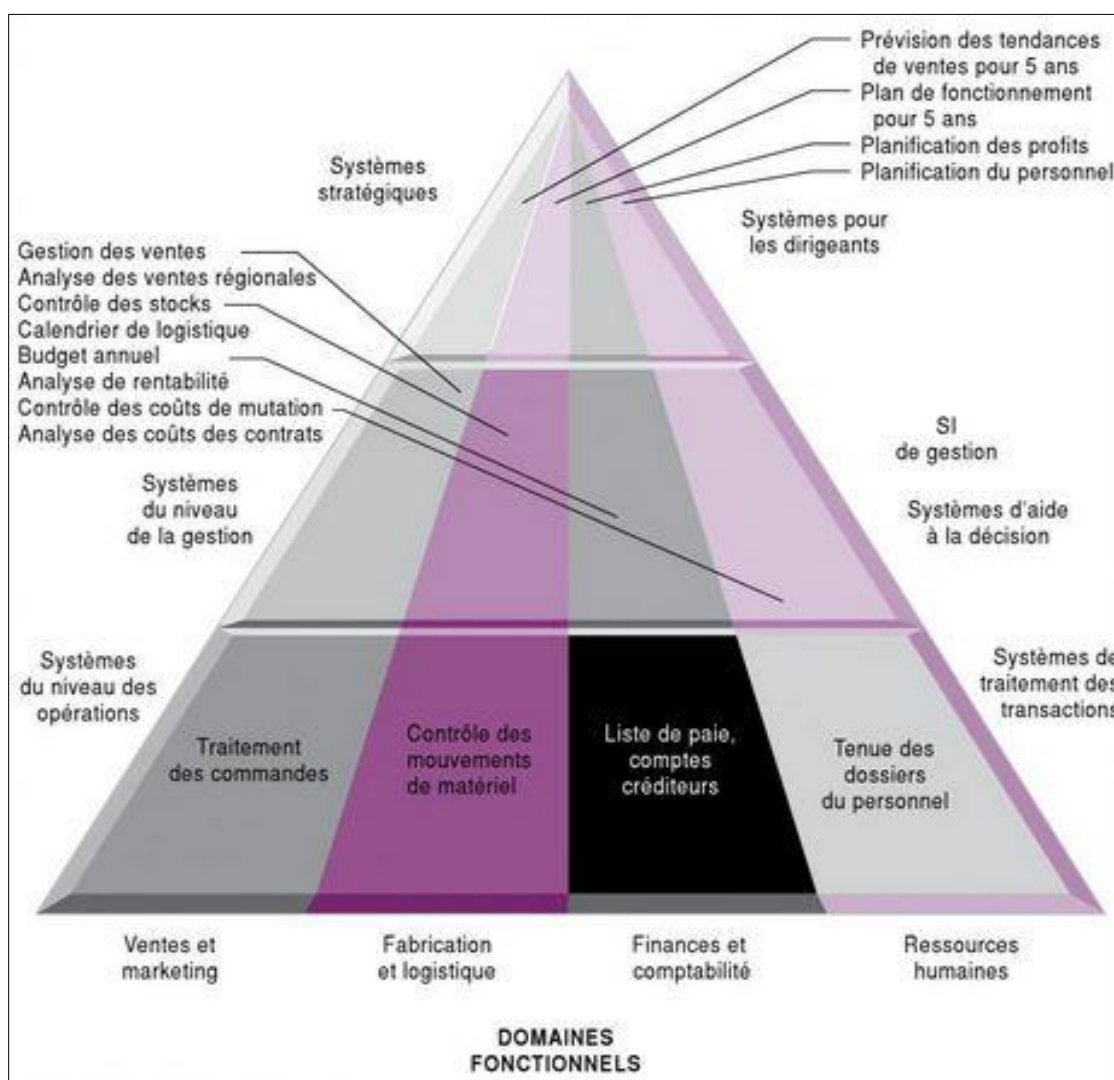 Prévision des tendances
de ventes pour 5 ans
Plan de fonctionnement
pour 5 ans
Planification des profits
Planification du personnel
Systèmes
stratégiques
Systèmes pour
les dirigeants
Gestion des ventes
Analyse des ventes régionales
Contrôle des stocks
Calendrier de logistique
Budget annuel
Analyse de rentabilité
Contrôle des coûts de mutation
Analyse des coûts des contrats
SI
de gestion
Systèmes
du niveau
de la gestion
Systèmes d'aide
à la décision
Systèmes
du niveau des
opérations
Systèmes de
traitement des
transactions
Traitement
des commandes
Contrôle des
mouvements
de matériel
Liste de paie,
comptes
créditeurs
Tenue des
dossiers
du personnel
Ventes et
marketing
Fabrication
et logistique
Finances et
comptabilité
Ressources
humaines
DOMAINES
FONCTIONNELS